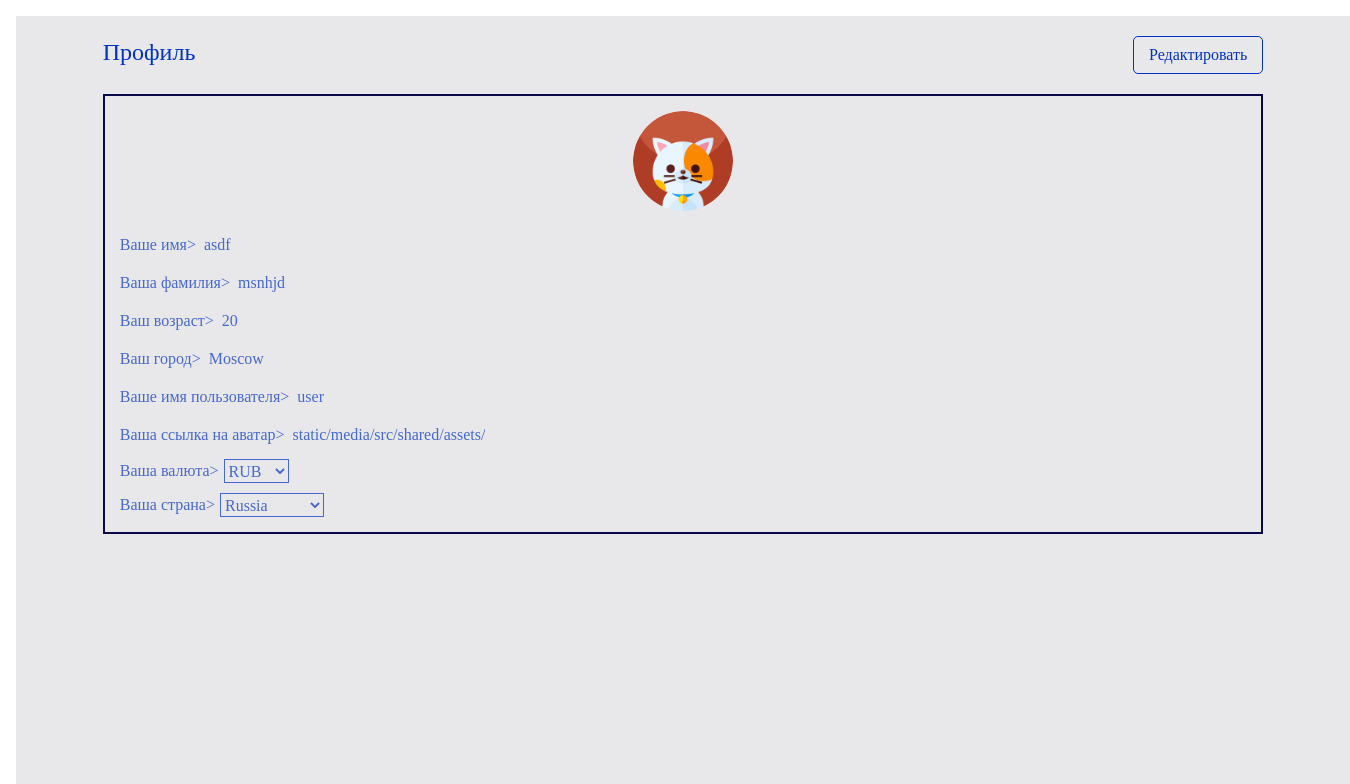 Профиль
Редактировать
Ваше имя> asdf
Ваша фамилия> msnhjd
Ваш возраст> 20
Ваш город> Moscow
Ваше имя пользователя> user
Ваша ссылка на аватар> static/media/src/shared/assets/
Ваша валюта> RUB
Ваша страна> Russia